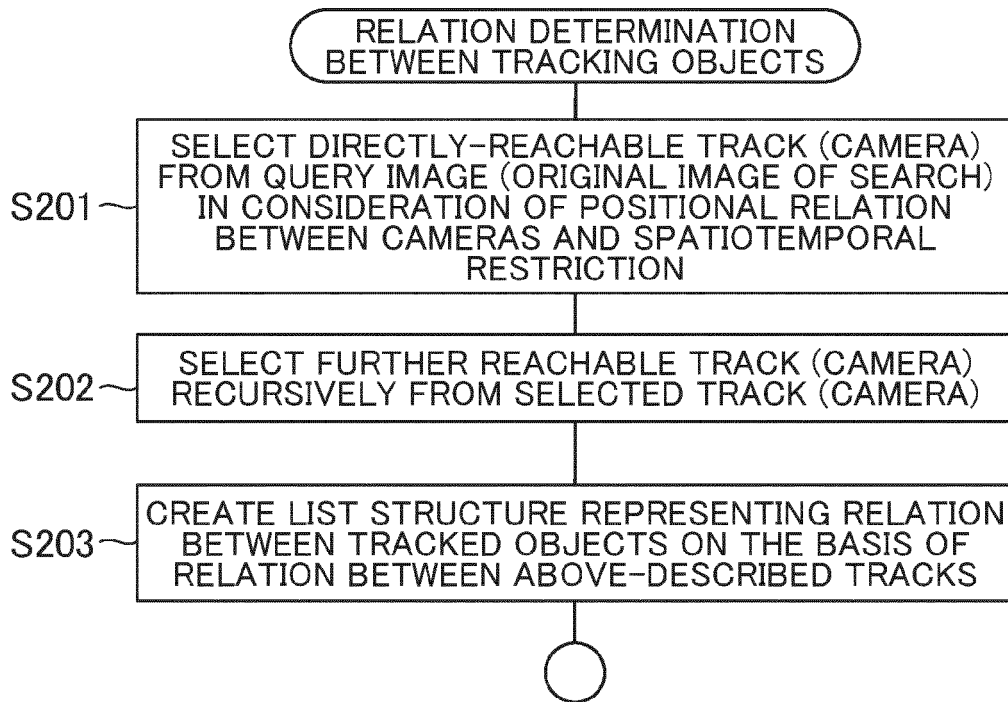 RELATION DETERMINATION
BETWEEN TRACKING OBJECTS
S201
SELECT DIRECTLY-REACHABLE TRACK (CAMERA)
FROM QUERY IMAGE (ORIGINAL IMAGE OF SEARCH)
IN CONSIDERATION OF POSITIONAL RELATION
BETWEEN CAMERAS AND SPATIOTEMPORAL
RESTRICTION
S202
SELECT FURTHER REACHABLE TRACK (CAMERA)
RECURSIVELY FROM SELECTED TRACK (CAMERA)
S203
CREATE LIST STRUCTURE REPRESENTING RELATION
BETWEEN TRACKED OBJECTS ON THE BASIS OF
RELATION BETWEEN ABOVE-DESCRIBED TRACKS